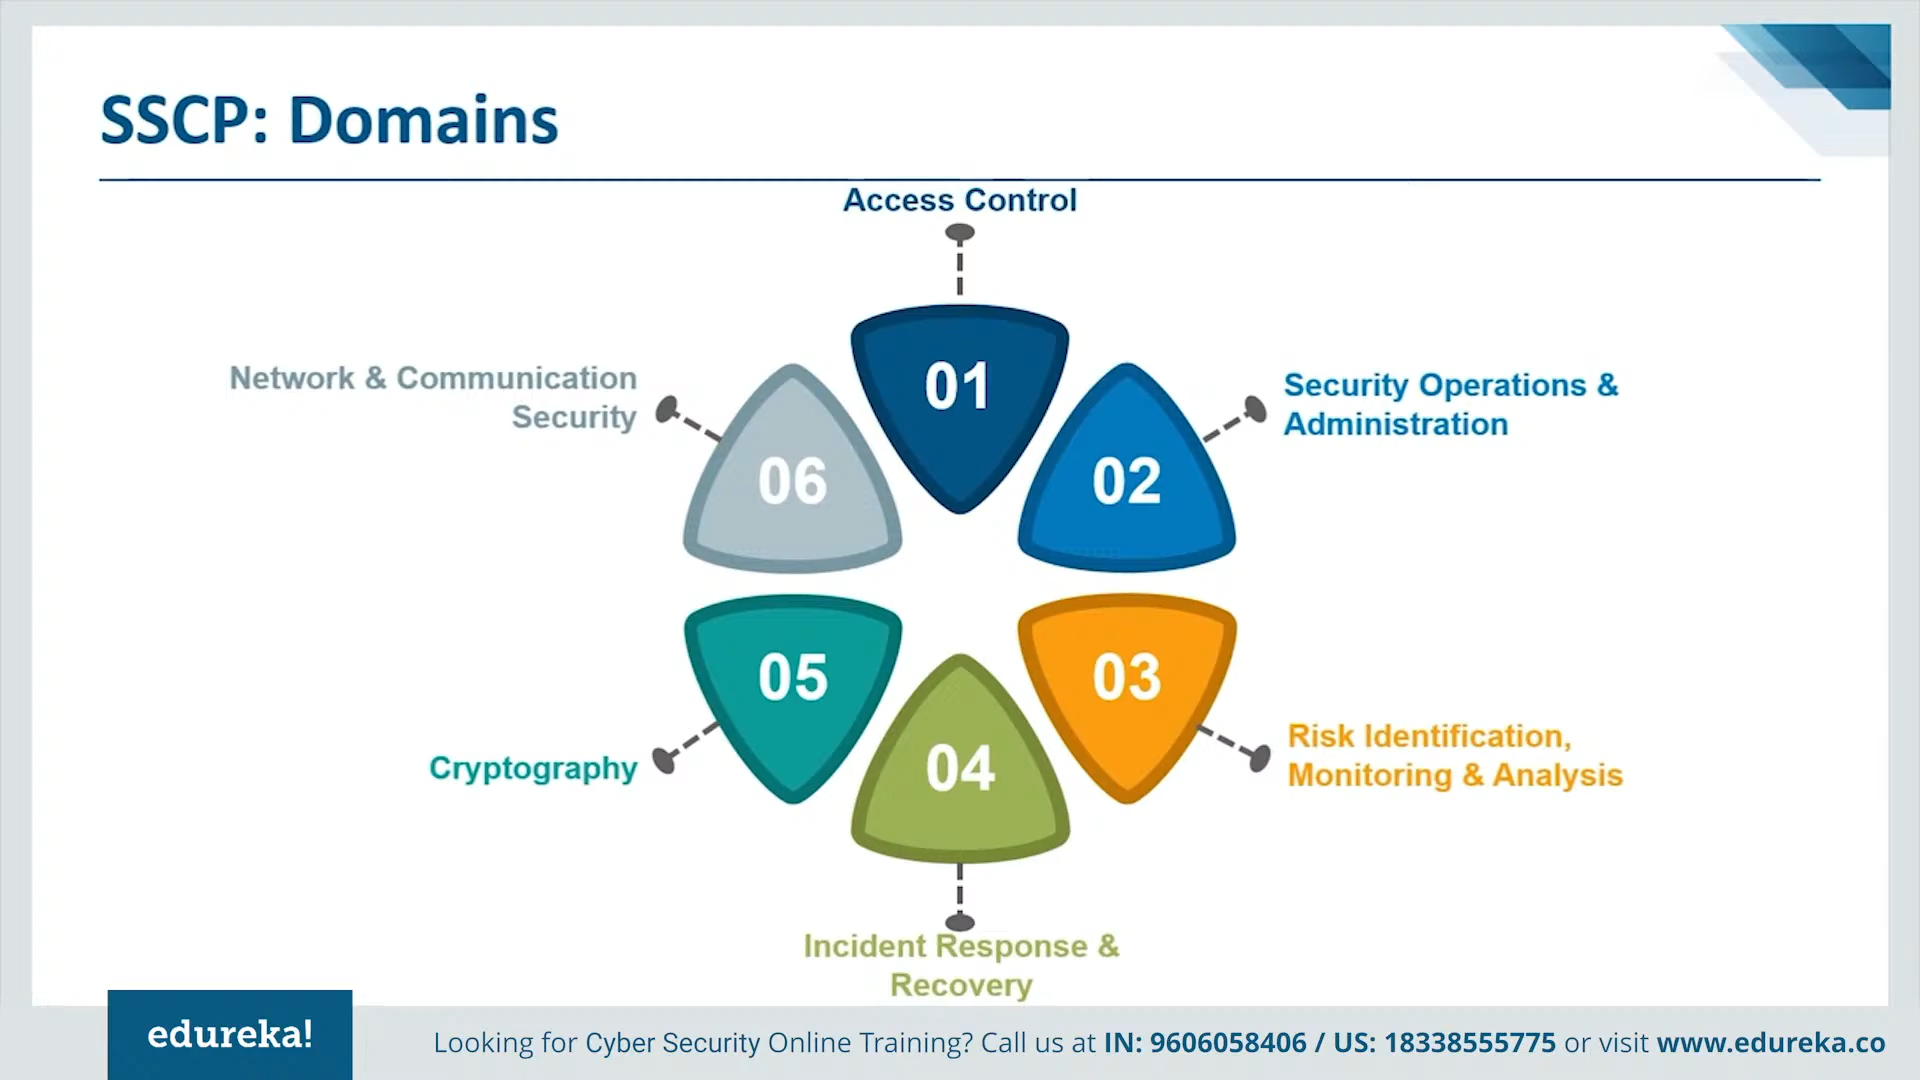 SSCP: Domains
Access Control
01
Security Operations &
Administration
02
Risk Identification,
Monitoring & Analysis
03
Incident Response &
Recovery
04
Cryptography
05
Network & Communication
Security
06
edureka!
Looking for Cyber Security Online Training? Call us at IN: 9606058406 / US: 18338555775 or visit www.edureka.co